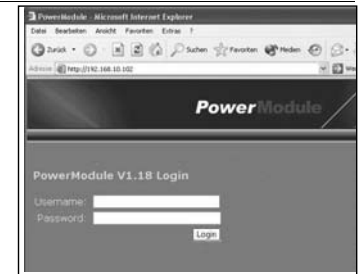 PowerModule - Microsoft Internet Explorer
Datei Bearbeiten Ansicht Favoriten Extras ?
Zurück Suchen Favoriten Medien
Adresse http://192.168.10.102
PowerModule
PowerModule V1.18 Login
Username:
Password:
Login